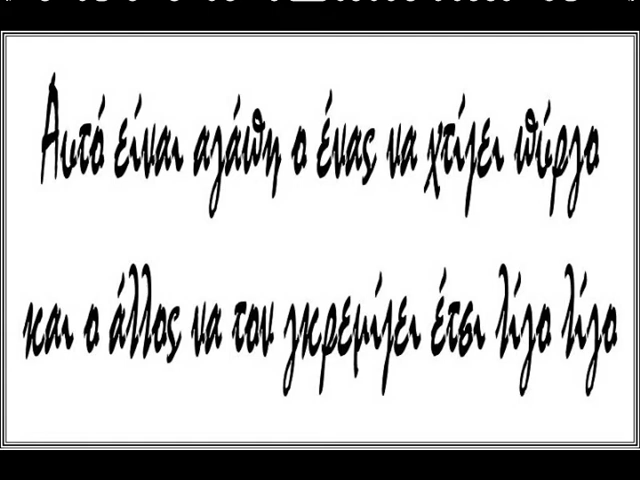 Αυτό είναι αγάπη ο ένας να χτίζει πύργο
και ο άλλος να τον γκρεμίζει έτσι λίγο λίγο